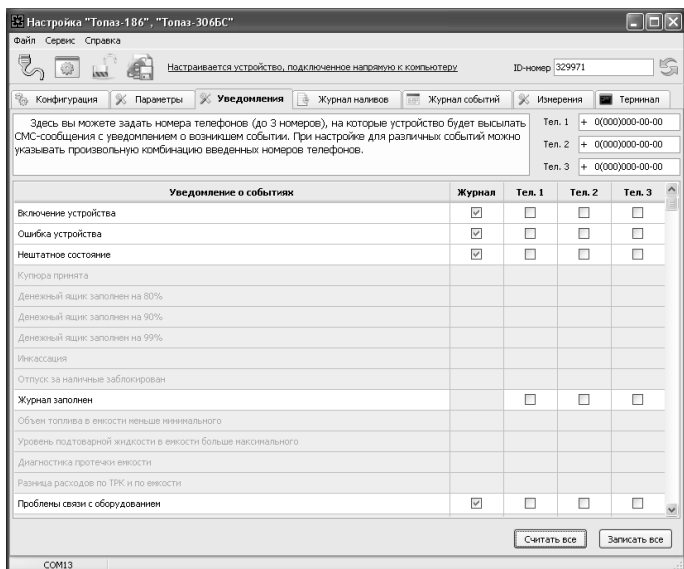 Настройка "Топаз-186", "Топаз-306БС"
Файл Сервис Справка
Настраивается устройство, подключенное напрямую к компьютеру ID-номер 329971
Конфигурация Параметры Уведомления Журнал наливов Журнал событий Измерения Терминал
Здесь вы можете задать номера телефонов (до 3 номеров), на которые устройство будет высылать
СМС-сообщения с уведомлением о возникшем событии. При настройке для различных событий можно
указывать произвольную комбинацию введенных номеров телефонов.
Тел. 1 + 0(000)000-00-00
Тел. 2 + 0(000)000-00-00
Тел. 3 + 0(000)000-00-00
Уведомление о событиях Журнал Тел. 1 Тел. 2 Тел. 3
Включение устройства
Ошибка устройства
Нештатное состояние
Купюра принята
Денежный ящик заполнен на 80%
Денежный ящик заполнен на 90%
Денежный ящик заполнен на 99%
Инкассация
Отпуск за наличные заблокирован
Журнал заполнен
Объем топлива в емкости меньше минимального
Уровень подтоварной жидкости в емкости больше максимального
Диагностика протечки емкости
Разница расходов по ТРК и по емкости
Проблемы связи с оборудованием
Считать все Записать все
COM13